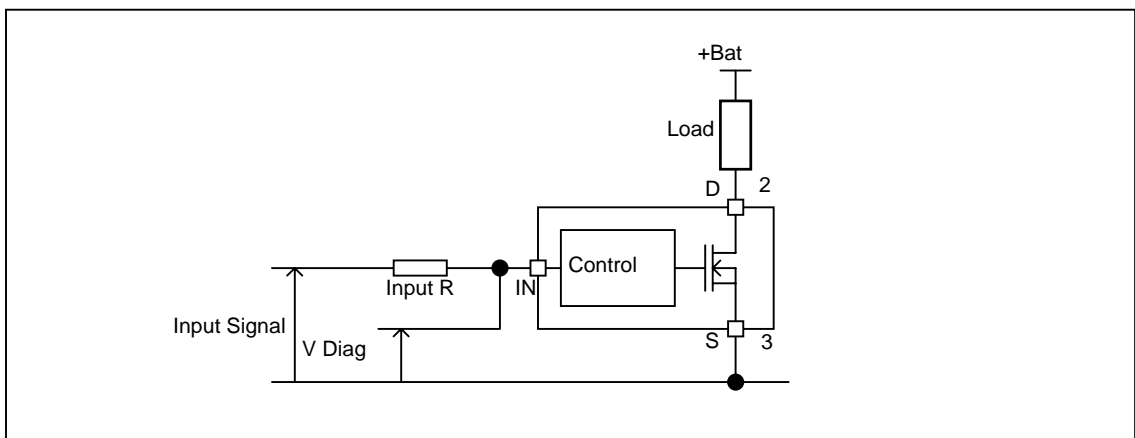 +Bat
Load
D 2
Control
Input R
IN
Input Signal
V Diag
S 3